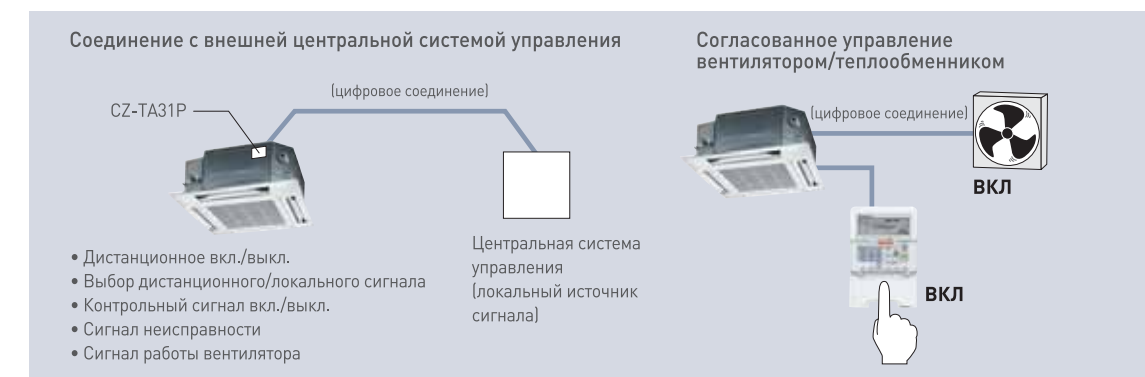 Соединение с внешней центральной системой управления
(цифровое соединение)
CZ-TA31P
Центральная система
управления
(локальный источник
сигнала)
• Дистанционное вкл./выкл.
• Выбор дистанционного/локального сигнала
• Контрольный сигнал вкл./выкл.
• Сигнал неисправности
• Сигнал работы вентилятора
Согласованное управление
вентилятором/теплообменником
(цифровое соединение)
ВКЛ
ВКЛ